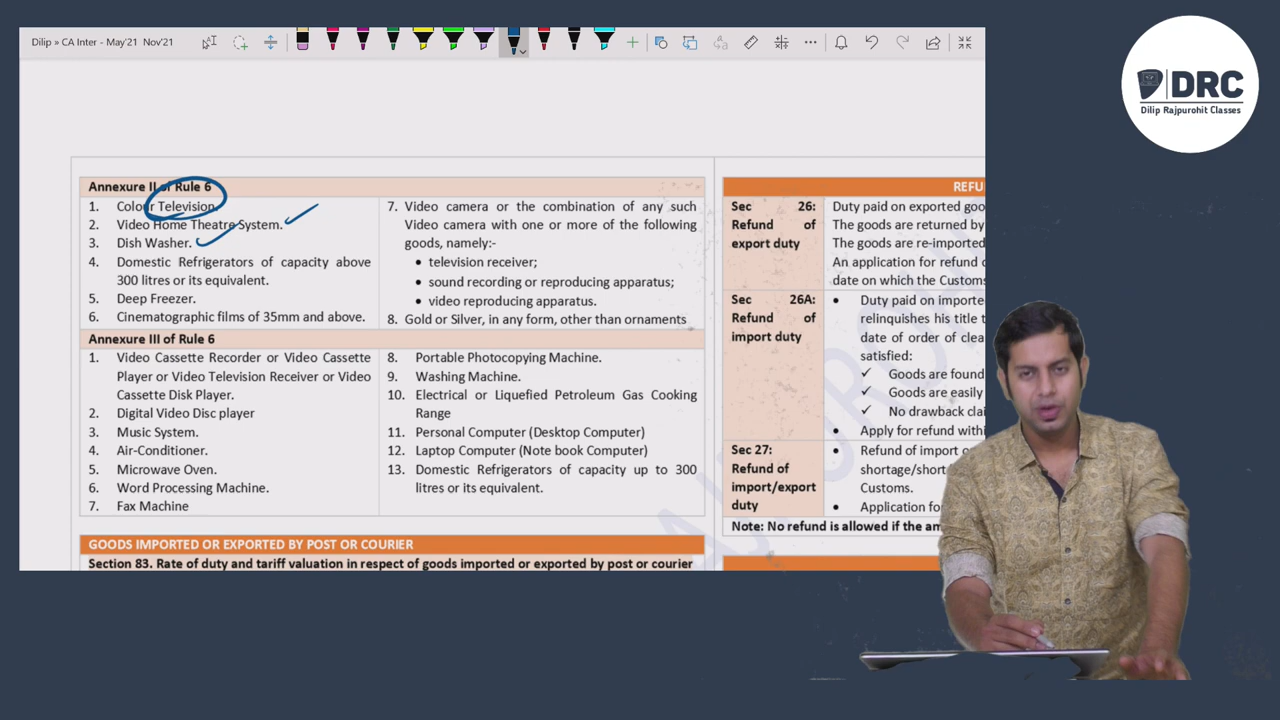 Dilip » CA Inter - May'21 Nov'21
DRC
Dilip Rajpurohit Classes
Annexure II of Rule 6
1. Colour Television.
2. Video Home Theatre System.
3. Dish Washer.
4. Domestic Refrigerators of capacity above
300 litres or its equivalent.
5. Deep Freezer.
6. Cinematographic films of 35mm and above.
7. Video camera or the combination of any such
Video camera with one or more of the following
goods, namely:-
• television receiver;
• sound recording or reproducing apparatus;
• video reproducing apparatus.
8. Gold or Silver, in any form, other than ornaments
Annexure III of Rule 6
1. Video Cassette Recorder or Video Cassette
Player or Video Television Receiver or Video
Cassette Disk Player.
2. Digital Video Disc player
3. Music System.
4. Air-Conditioner.
5. Microwave Oven.
6. Word Processing Machine.
7. Fax Machine
8. Portable Photocopying Machine.
9. Washing Machine.
10. Electrical or Liquefied Petroleum Gas Cooking
Range
11. Personal Computer (Desktop Computer)
12. Laptop Computer (Note book Computer)
13. Domestic Refrigerators of capacity up to 300
litres or its equivalent.
GOODS IMPORTED OR EXPORTED BY POST OR COURIER
Section 83. Rate of duty and tariff valuation in respect of goods imported or exported by post or courier
REFU
Sec 26:
Refund of
export duty
Duty paid on exported goo
The goods are returned by
The goods are re-imported
An application for refund
date on which the Customs
Sec 26A:
Refund of
import duty
• Duty paid on importe
relinquishes his title t
date of order of clea
satisfied:
✓ Goods are found
✓ Goods are easily
✓ No drawback clai
• Apply for refund withi
Sec 27:
Refund of
import/export
duty
• Refund of import o
shortage/short
Customs.
• Application fo
Note: No refund is allowed if the am